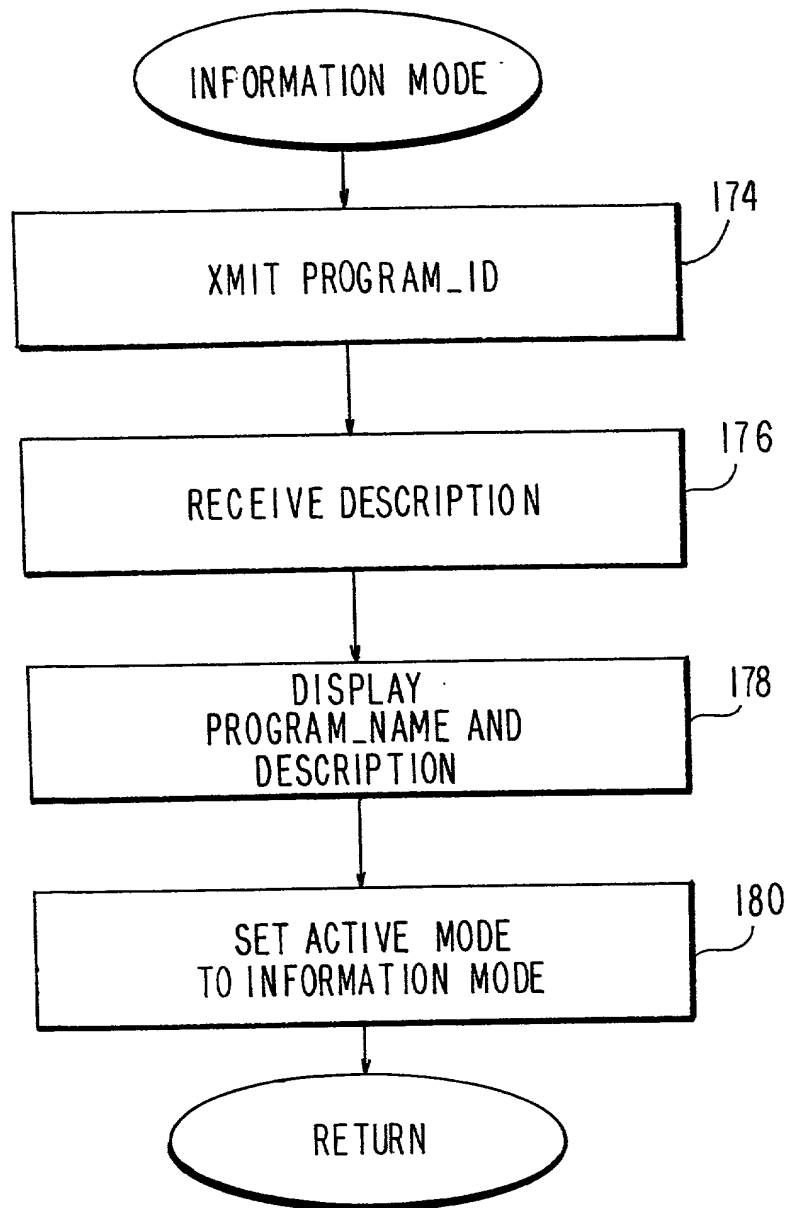 INFORMATION MODE
174
XMIT PROGRAM_ID
176
RECEIVE DESCRIPTION
178
DISPLAY
PROGRAM_NAME AND
DESCRIPTION
180
SET ACTIVE MODE
TO INFORMATION MODE
RETURN